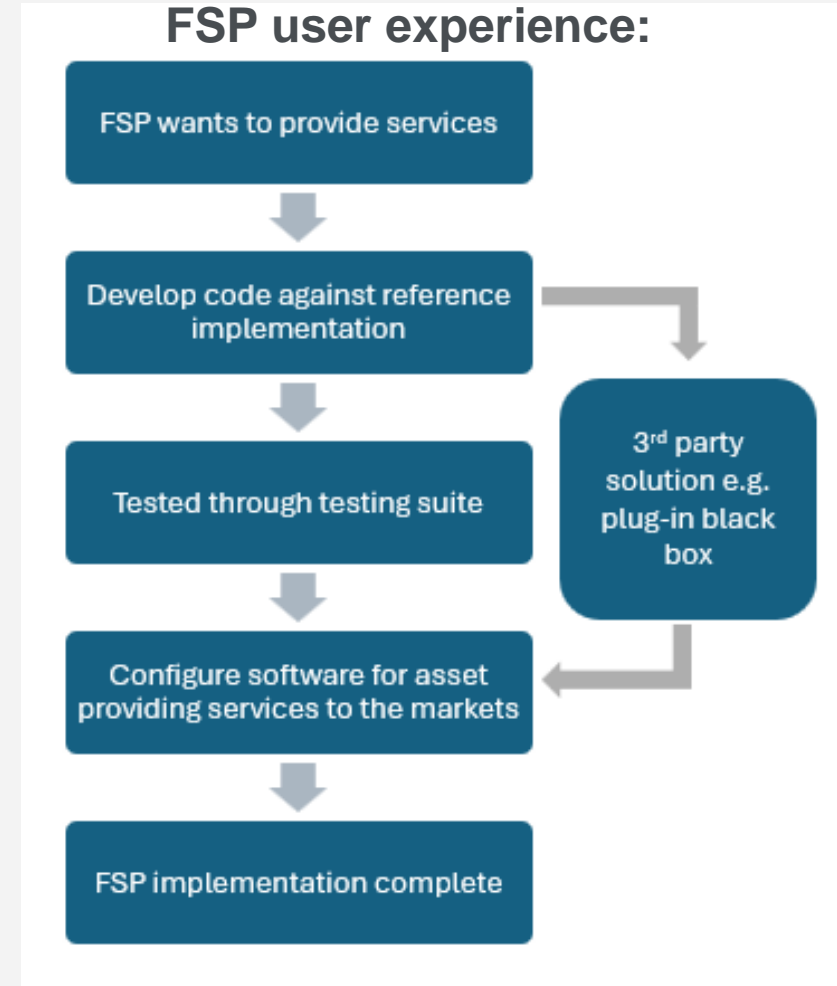 FSP user experience:
FSP wants to provide services
Develop code against reference
implementation
3rd party
solution e.g.
plug-in black
box
Tested through testing suite
Configure software for asset
providing services to the markets
FSP implementation complete